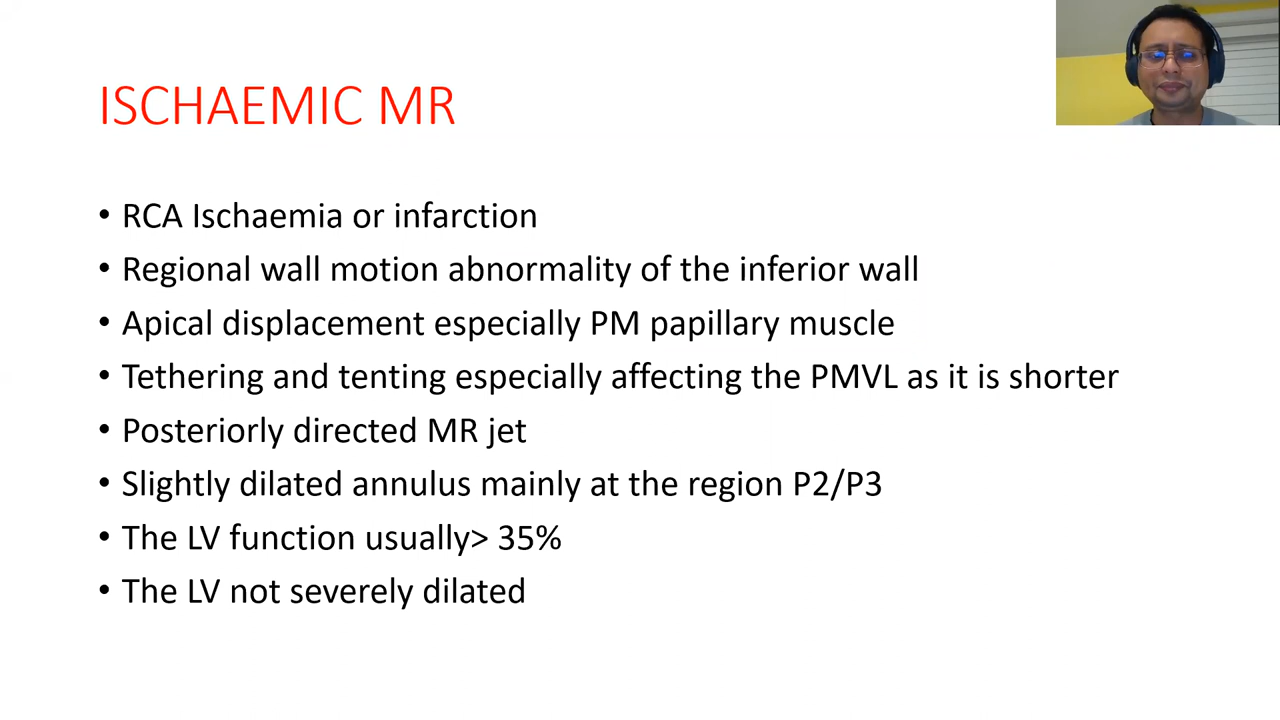 ISCHAEMIC MR
• RCA Ischaemia or infarction
• Regional wall motion abnormality of the inferior wall
• Apical displacement especially PM papillary muscle
• Tethering and tenting especially affecting the PMVL as it is shorter
• Posteriorly directed MR jet
• Slightly dilated annulus mainly at the region P2/P3
• The LV function usually> 35%
• The LV not severely dilated